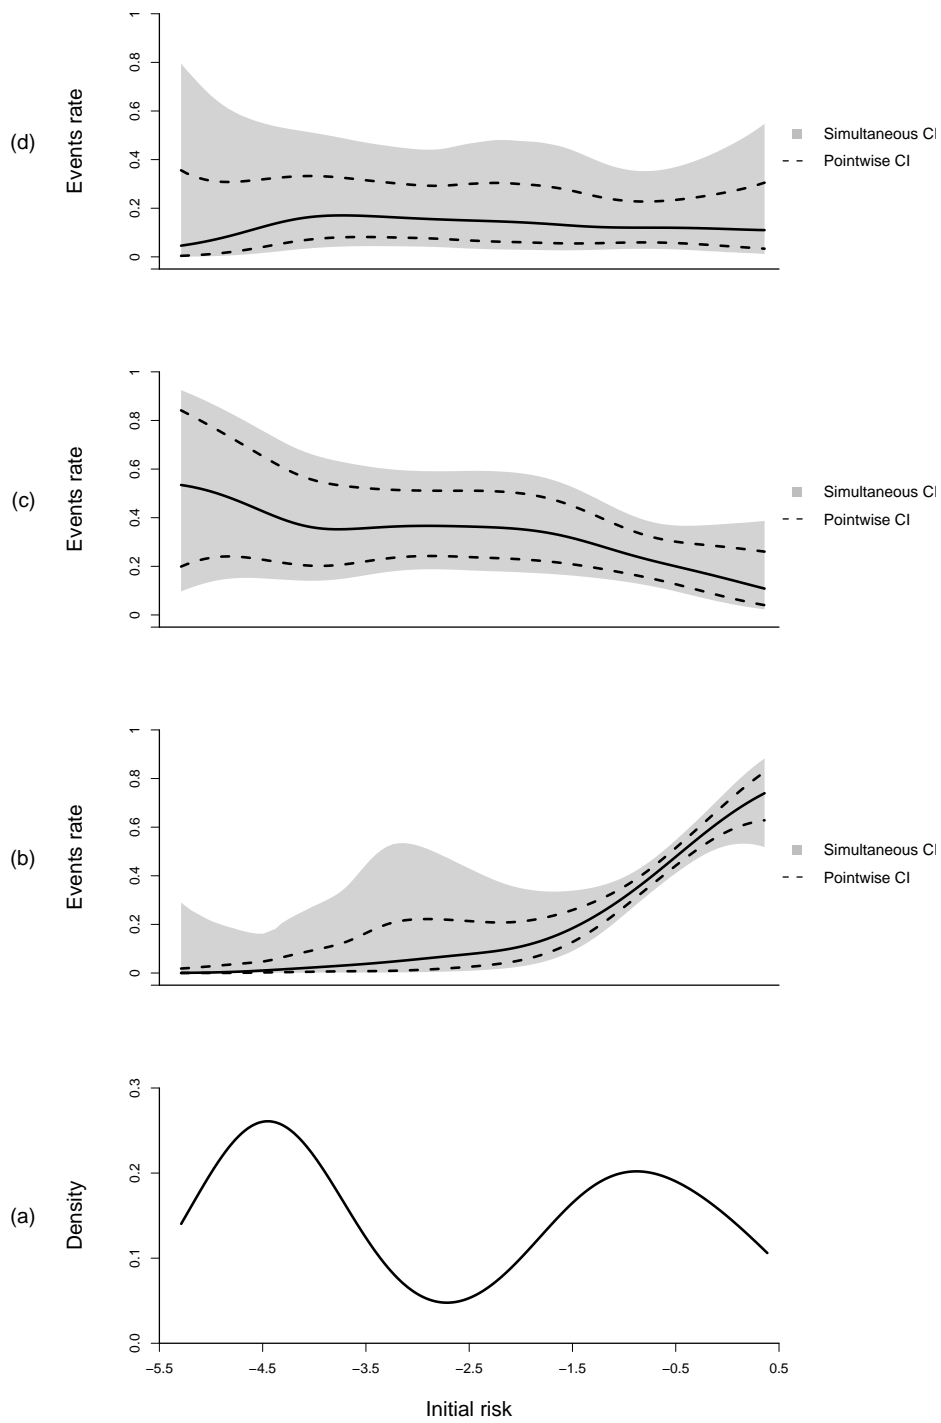 (d)
Events rate
1
0.8
0.6
0.4
0.2
0
Simultaneous CI
Pointwise CI
(c)
Events rate
1
0.8
0.6
0.4
0.2
0
Simultaneous CI
Pointwise CI
(b)
Events rate
1
0.8
0.6
0.4
0.2
0
Simultaneous CI
Pointwise CI
(a)
Density
0.3
0.2
0.1
0.0
−5.5 −4.5 −3.5 −2.5 −1.5 −0.5 0.5
Initial risk